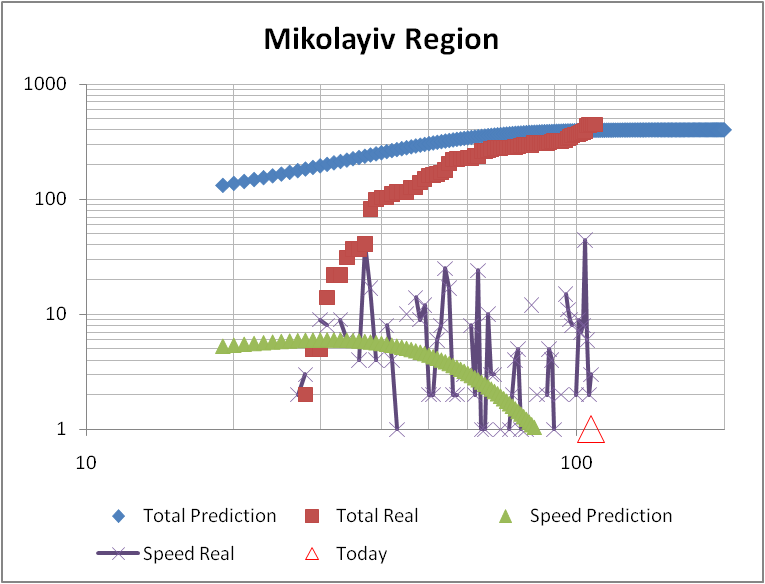 Mikolayiv Region
1000
100
10
1
10 100
Total Prediction Total Real Speed Prediction
Speed Real Today